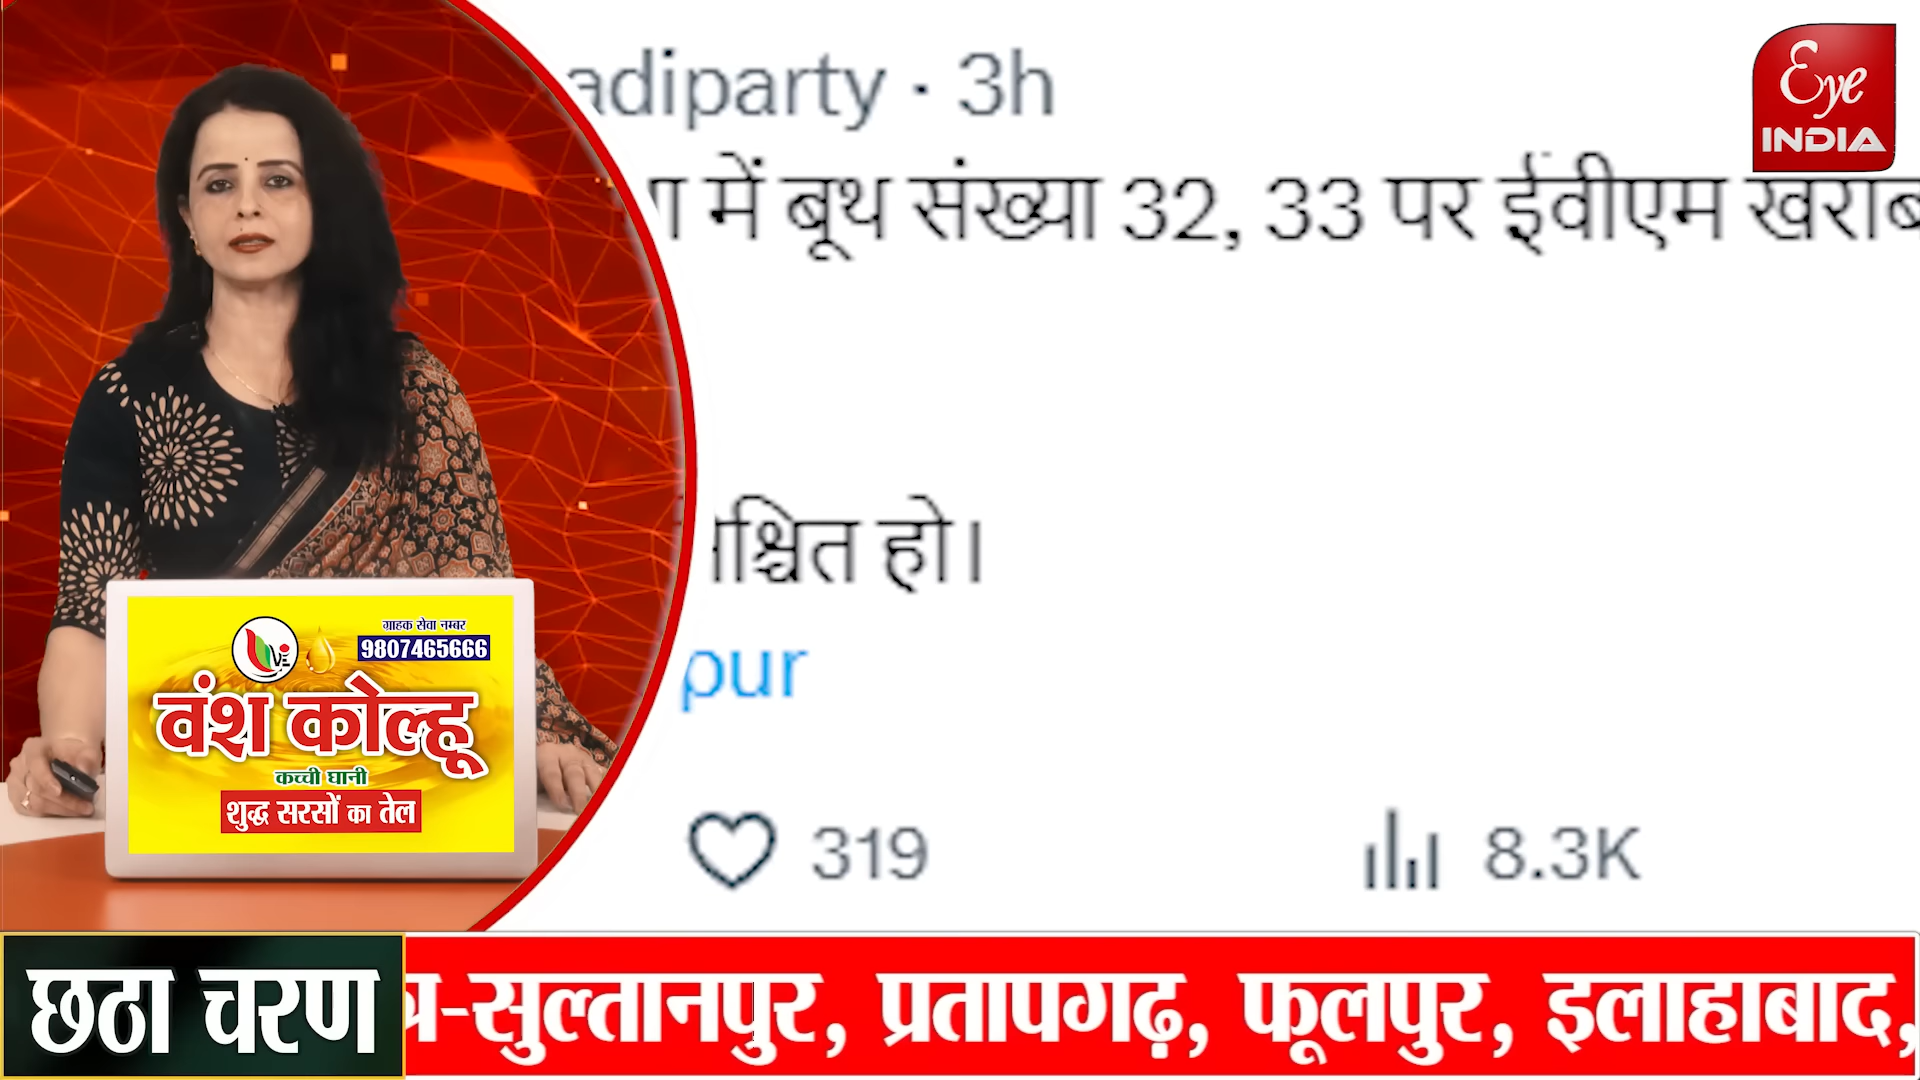 adiparty · 3h
में बूथ संख्या 32, 33 पर ईवीएम खराब
श्चित हो।
pur
319
8.3K
Eye
INDIA
ग्राहक सेवा नम्बर
9807465666
वंश कोल्हू
कच्ची घानी
शुद्ध सरसों का तेल
छठा चरण
-सुल्तानपुर, प्रतापगढ़, फूलपुर, इलाहाबाद,